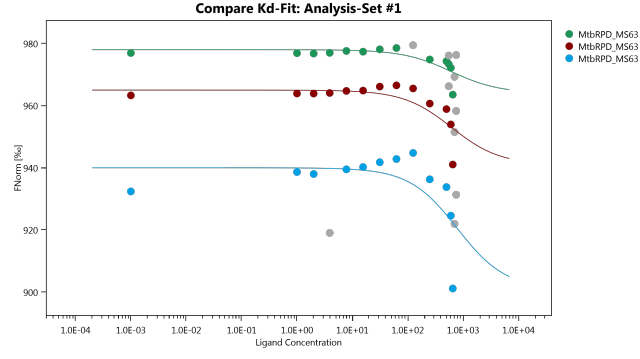 Compare Kd-Fit: Analysis-Set #1
MtbRPD_MS63
MtbRPD_MS63
MtbRPD_MS63
FNorm [‰]
980
960
940
920
900
1.0E-04 1.0E-03 1.0E-02 1.0E-01 1.0E+00 1.0E+01 1.0E+02 1.0E+03 1.0E+04
Ligand Concentration